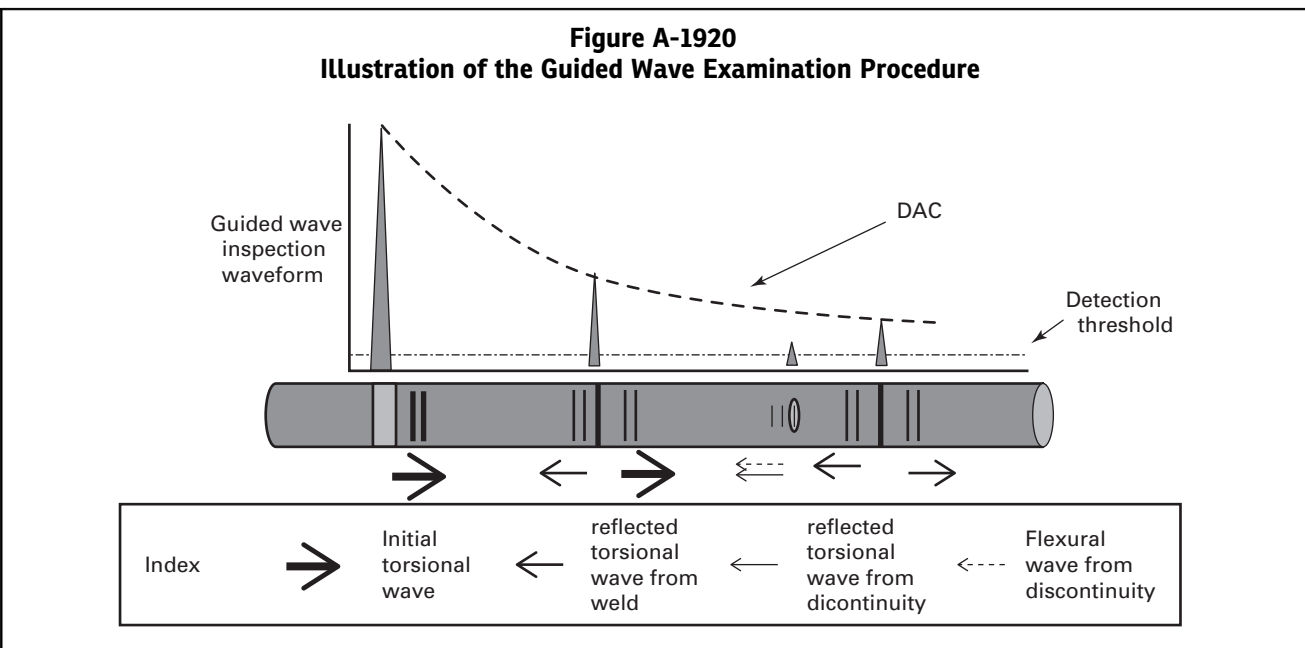 Figure A-1920
Illustration of the Guided Wave Examination Procedure
Guided wave
inspection
waveform
DAC
Detection
threshold
Index
Initial
torsional
wave
reflected
torsional
wave from
weld
reflected
torsional
wave from
dicontinuity
Flexural
wave from
discontinuity